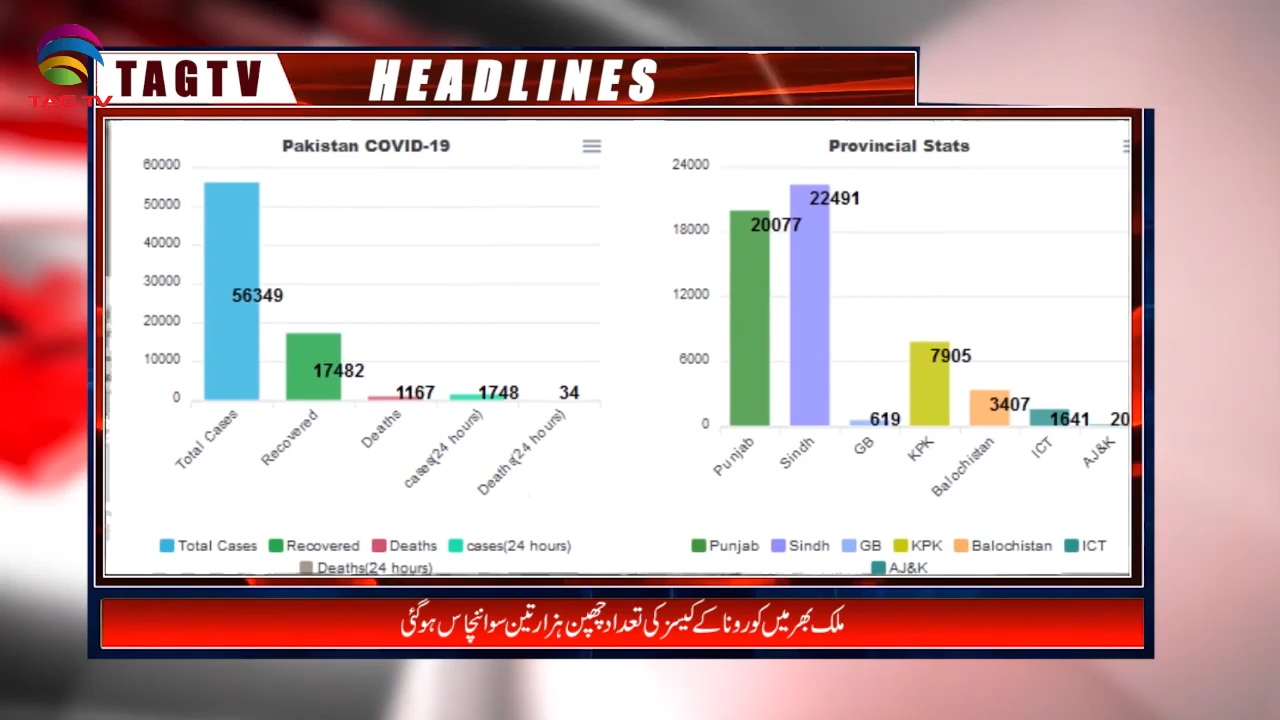 TAG TV
TAGTV
HEADLINES
Pakistan COVID-19
60000
50000
40000
30000
20000
10000
0
56349
17482
1167
1748
34
Total Cases
Recovered
Deaths
cases(24 hours)
Deaths(24 hours)
Total Cases Recovered Deaths cases(24 hours)
Deaths(24 hours)
Provincial Stats
24000
18000
12000
6000
0
20077
22491
619
7905
3407
1641
20
Punjab
Sindh
GB
KPK
Balochistan
ICT
AJ&K
Punjab Sindh GB KPK Balochistan ICT
AJ&K
ملک بھر میں کورونا کے کیسز کی تعداد چھپن ہزار تین سو انچاس ہوگئی